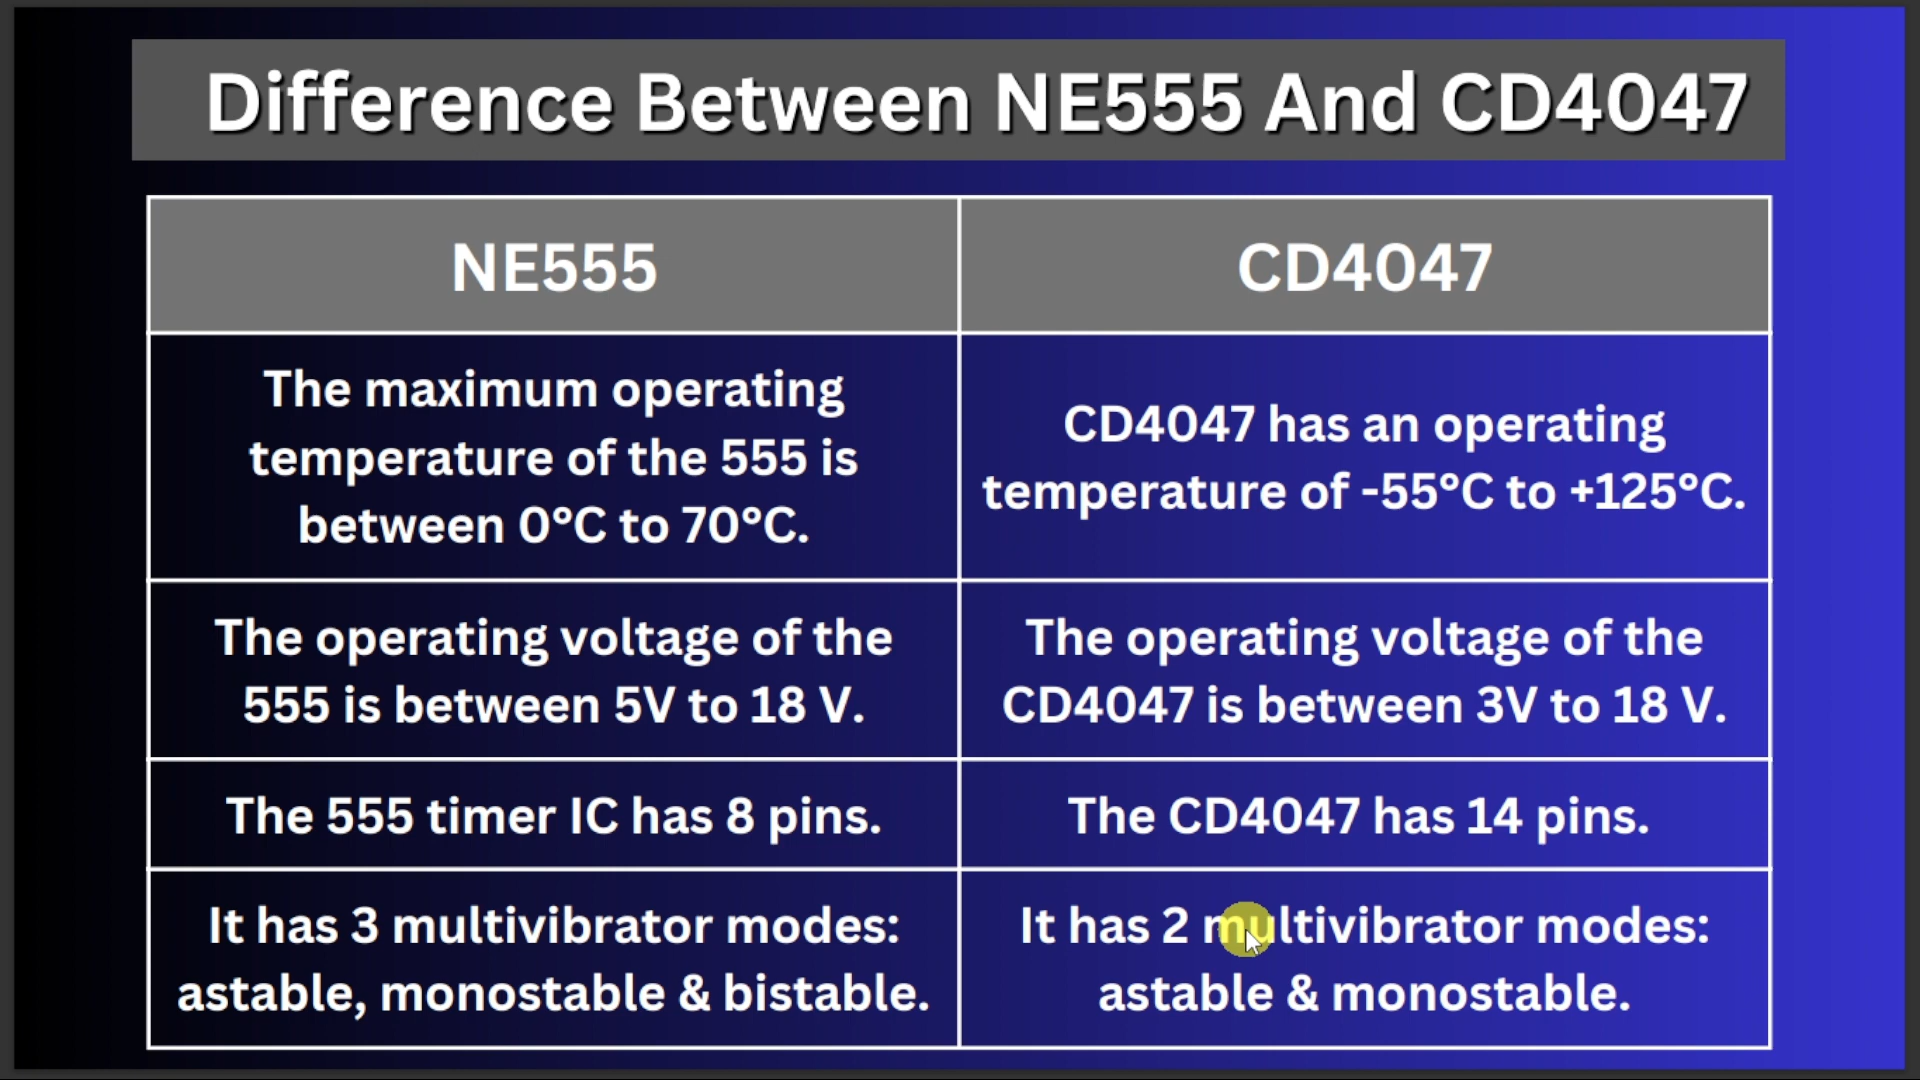 Difference Between NE555 And CD4047
NE555
CD4047
The maximum operating
temperature of the 555 is
between 0°C to 70°C.
CD4047 has an operating
temperature of -55°C to +125°C.
The operating voltage of the
555 is between 5V to 18 V.
The operating voltage of the
CD4047 is between 3V to 18 V.
The 555 timer IC has 8 pins.
The CD4047 has 14 pins.
It has 3 multivibrator modes:
astable, monostable & bistable.
It has 2 multivibrator modes:
astable & monostable.